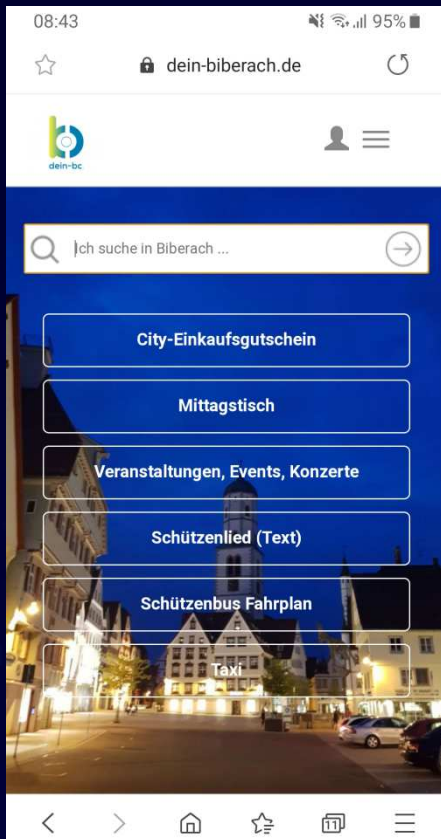 08:43
95%
dein-biberach.de
dein-bc
Ich suche in Biberach ...
City-Einkaufsgutschein
Mittagstisch
Veranstaltungen, Events, Konzerte
Schützenlied (Text)
Schützenbus Fahrplan
Taxi
11